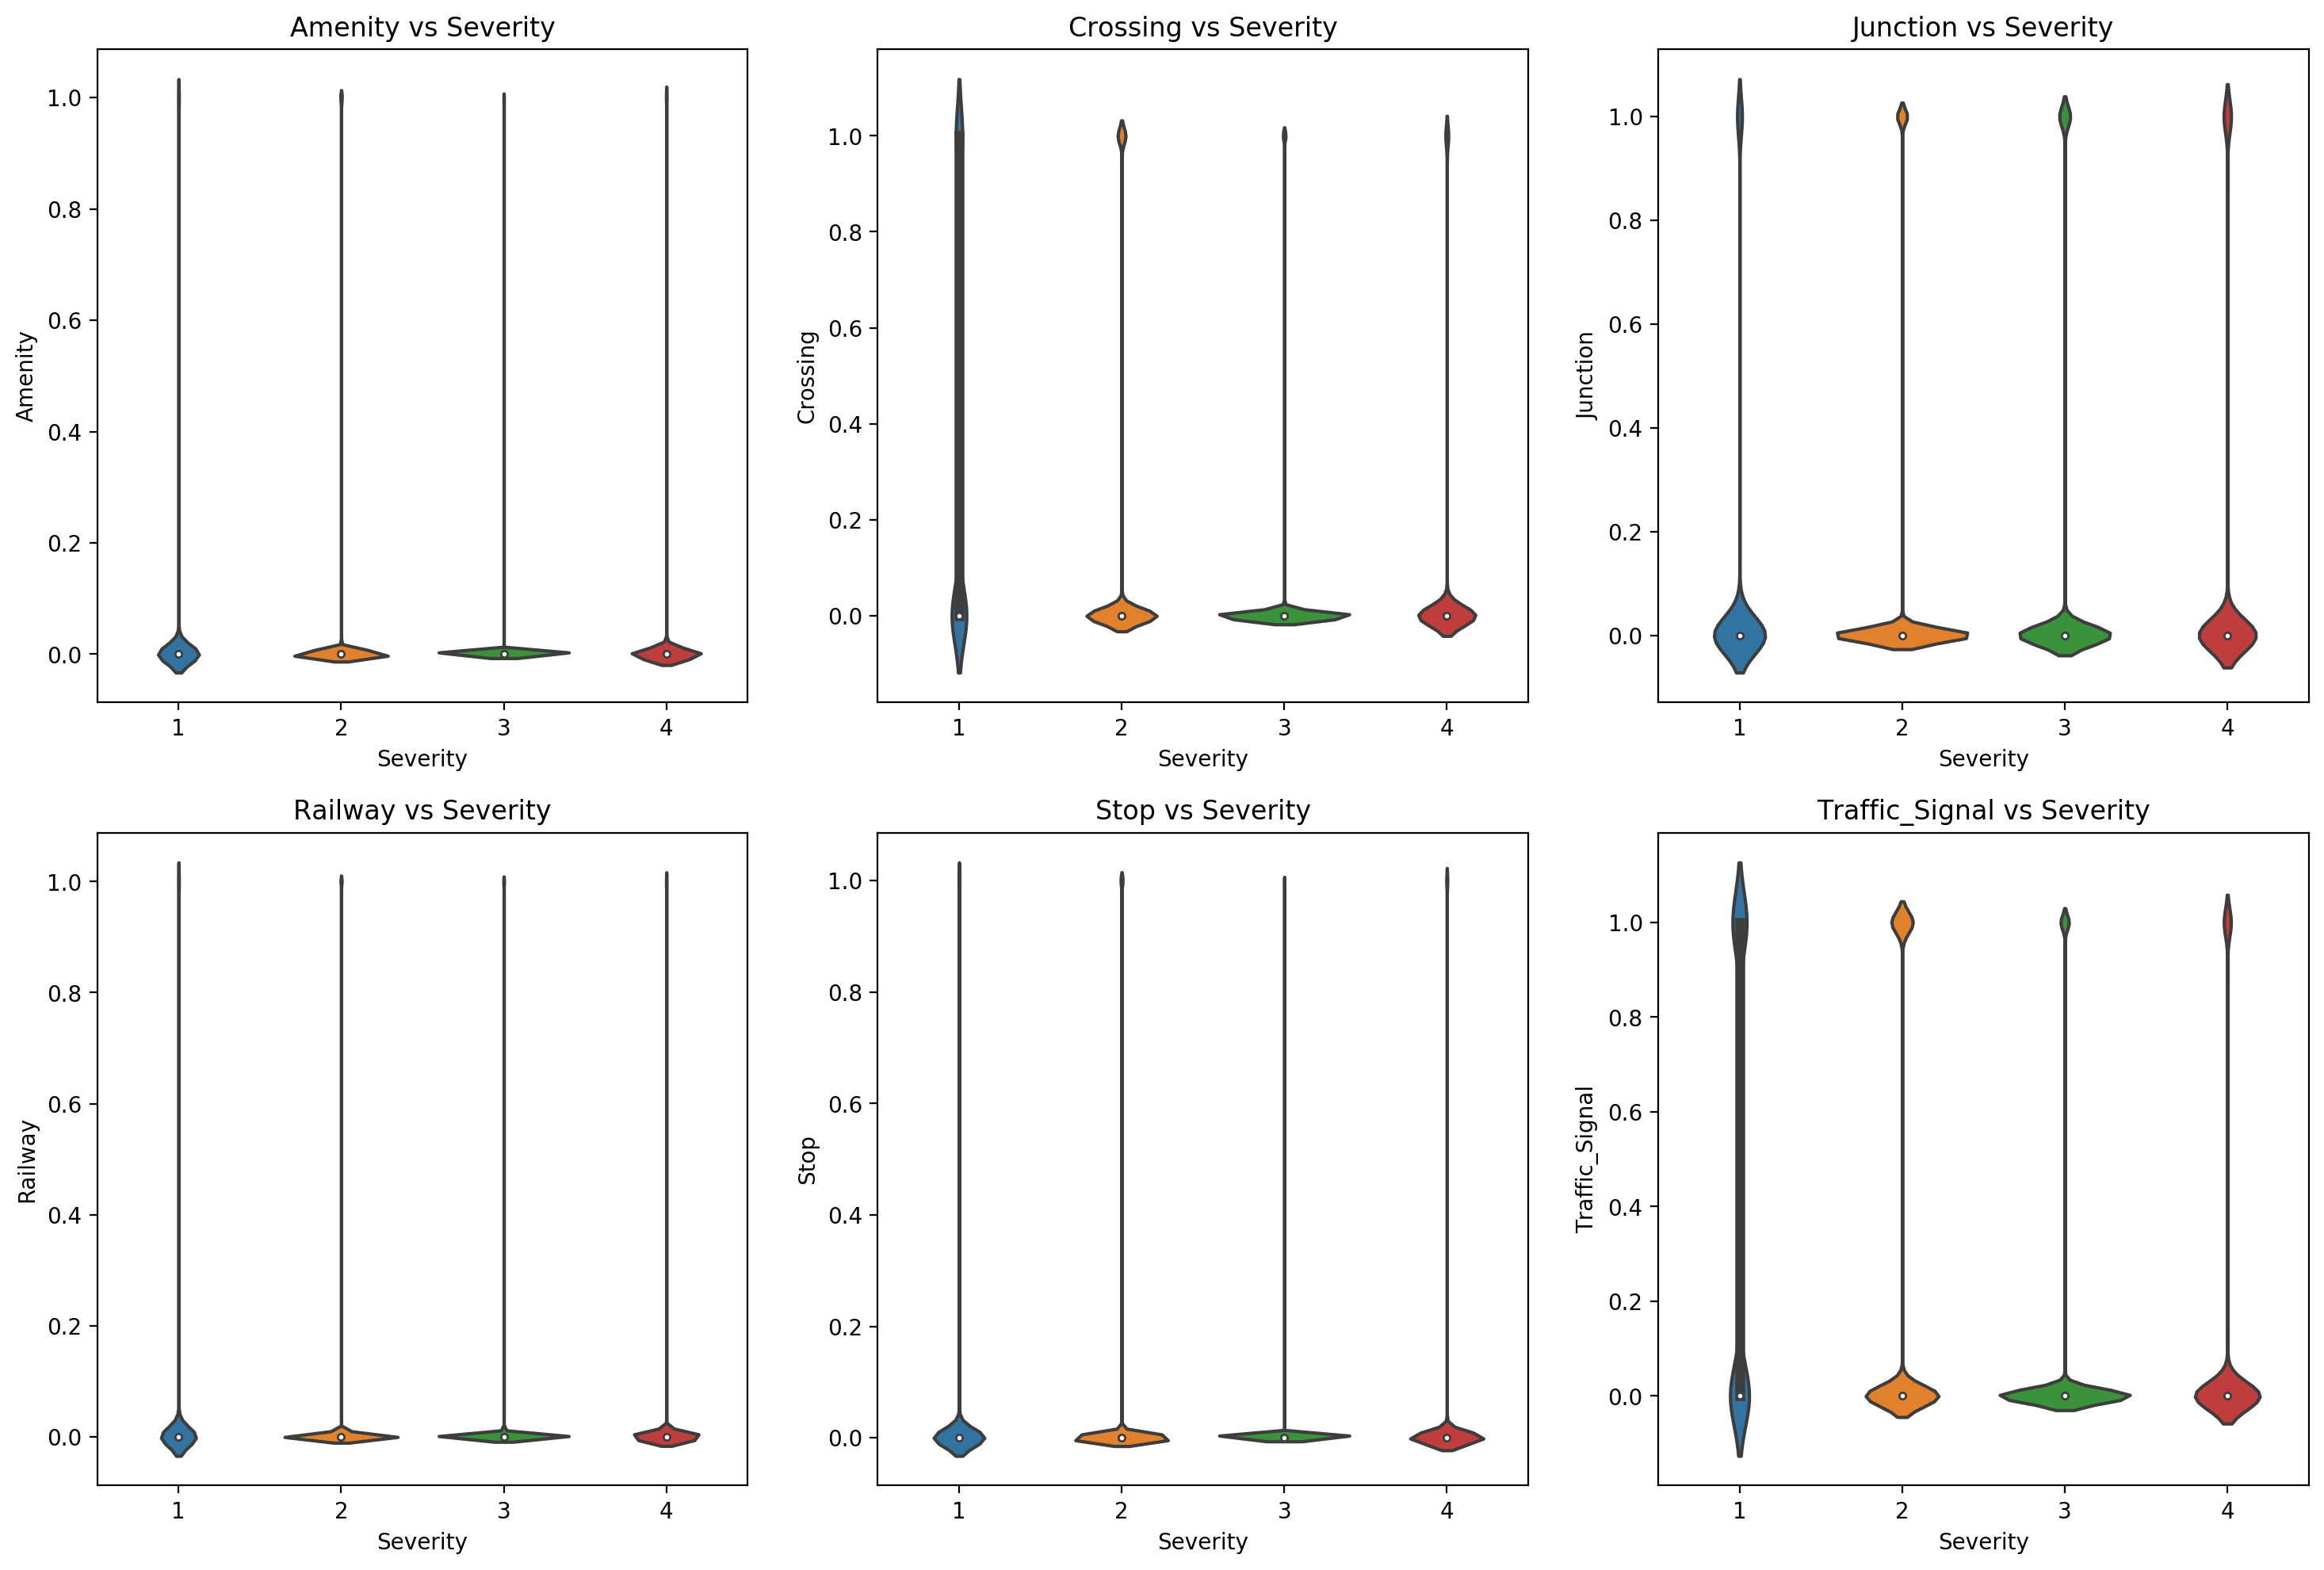 Amenity vs Severity
Crossing vs Severity
Junction vs Severity
Amenity
1.0
0.8
0.6
0.4
0.2
0.0
1 2 3 4
Severity
Crossing
1.0
0.8
0.6
0.4
0.2
0.0
1 2 3 4
Severity
Junction
1.0
0.8
0.6
0.4
0.2
0.0
1 2 3 4
Severity
Railway vs Severity
Stop vs Severity
Traffic_Signal vs Severity
Railway
1.0
0.8
0.6
0.4
0.2
0.0
1 2 3 4
Severity
Stop
1.0
0.8
0.6
0.4
0.2
0.0
1 2 3 4
Severity
Traffic_Signal
1.0
0.8
0.6
0.4
0.2
0.0
1 2 3 4
Severity